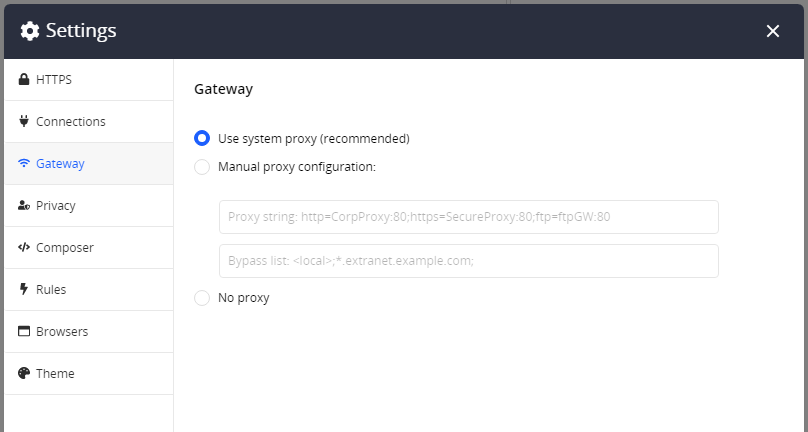 Settings
HTTPS
Connections
Gateway
Privacy
Composer
Rules
Browsers
Theme
Gateway
Use system proxy (recommended)
Manual proxy configuration:
Proxy string: http=CorpProxy:80;https=SecureProxy:80;ftp=ftpGW:80
Bypass list: <local>;*.extranet.example.com;
No proxy